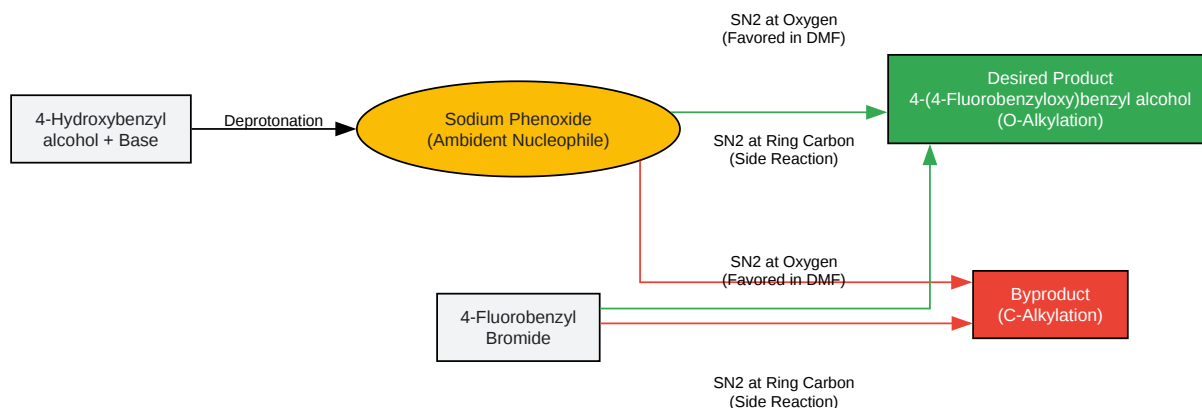 SN2 at Oxygen
(Favored in DMF)
Desired Product
4-(4-Fluorobenzyloxy)benzyl alcohol
(O-Alkylation)
4-Hydroxybenzyl
alcohol + Base
Deprotonation
Sodium Phenoxide
(Ambident Nucleophile)
SN2 at Ring Carbon
(Side Reaction)
SN2 at Oxygen
(Favored in DMF)
4-Fluorobenzyl
Bromide
Byproduct
(C-Alkylation)
SN2 at Ring Carbon
(Side Reaction)